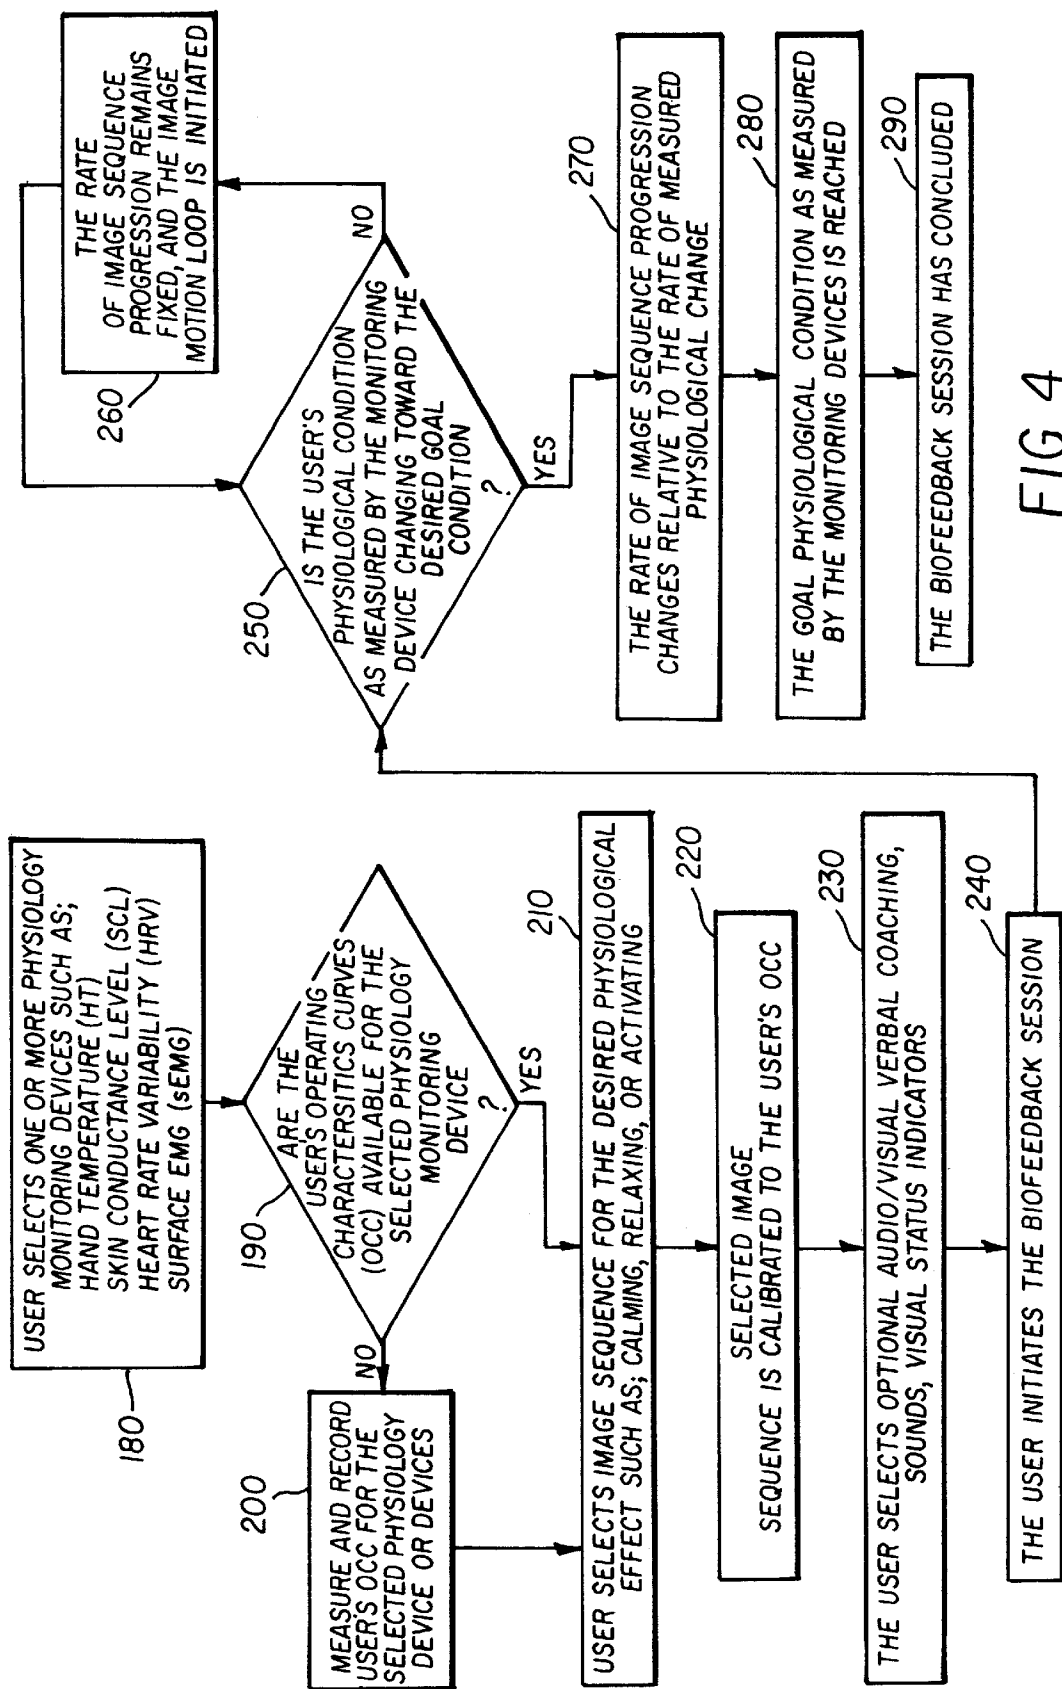 USER SELECTS ONE OR MORE PHYSIOLOGY
MONITORING DEVICES SUCH AS;
HAND TEMPERATURE (HT)
SKIN CONDUCTANCE LEVEL (SCL)
HEART RATE VARIABILITY (HRV)
SURFACE EMG (sEMG)
180
ARE THE
USER'S OPERATING
CHARACTERSITICS CURVES
(OCC) AVAILABLE FOR THE
SELECTED PHYSIOLOGY
MONITORING
DEVICE
?
190
NO
YES
MEASURE AND RECORD
USER'S OCC FOR THE
SELECTED PHYSIOLOGY
DEVICE OR DEVICES
200
USER SELECTS IMAGE SEQUENCE FOR THE DESIRED PHYSIOLOGICAL
EFFECT SUCH AS; CALMING, RELAXING, OR ACTIVATING
210
SELECTED IMAGE
SEQUENCE IS CALIBRATED TO THE USER'S OCC
220
THE USER SELECTS OPTIONAL AUDIO/VISUAL VERBAL COACHING,
SOUNDS, VISUAL STATUS INDICATORS
230
THE USER INITIATES THE BIOFEEDBACK SESSION
240
IS THE USER'S
PHYSIOLOGICAL CONDITION
AS MEASURED BY THE MONITORING
DEVICE CHANGING TOWARD THE
DESIRED GOAL
CONDITION
?
250
NO
YES
THE RATE
OF IMAGE SEQUENCE
PROGRESSION REMAINS
FIXED, AND THE IMAGE
MOTION LOOP IS INITIATED
260
THE RATE OF IMAGE SEQUENCE PROGRESSION
CHANGES RELATIVE TO THE RATE OF MEASURED
PHYSIOLOGICAL CHANGE
270
THE GOAL PHYSIOLOGICAL CONDITION AS MEASURED
BY THE MONITORING DEVICES IS REACHED
280
THE BIOFEEDBACK SESSION HAS CONCLUDED
290
FIG 4